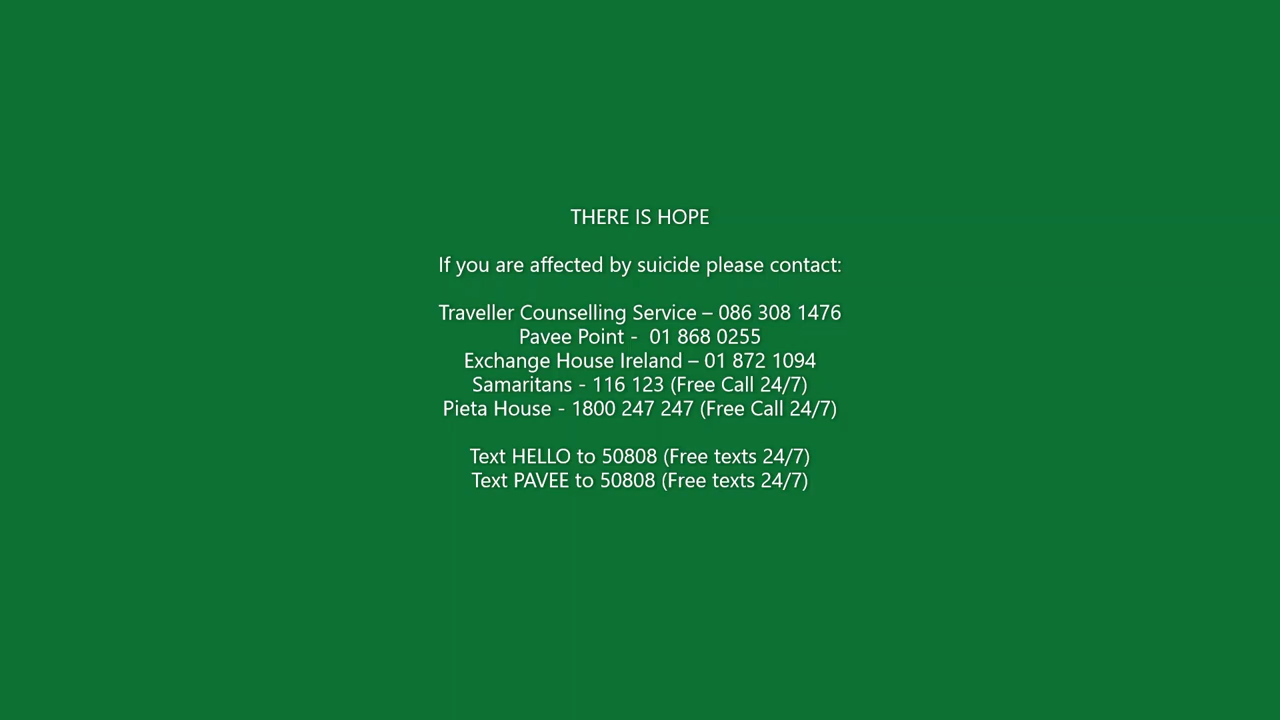 THERE IS HOPE
If you are affected by suicide please contact:
Traveller Counselling Service – 086 308 1476
Pavee Point -  01 868 0255
Exchange House Ireland – 01 872 1094
Samaritans - 116 123 (Free Call 24/7)
Pieta House - 1800 247 247 (Free Call 24/7)
Text HELLO to 50808 (Free texts 24/7)
Text PAVEE to 50808 (Free texts 24/7)